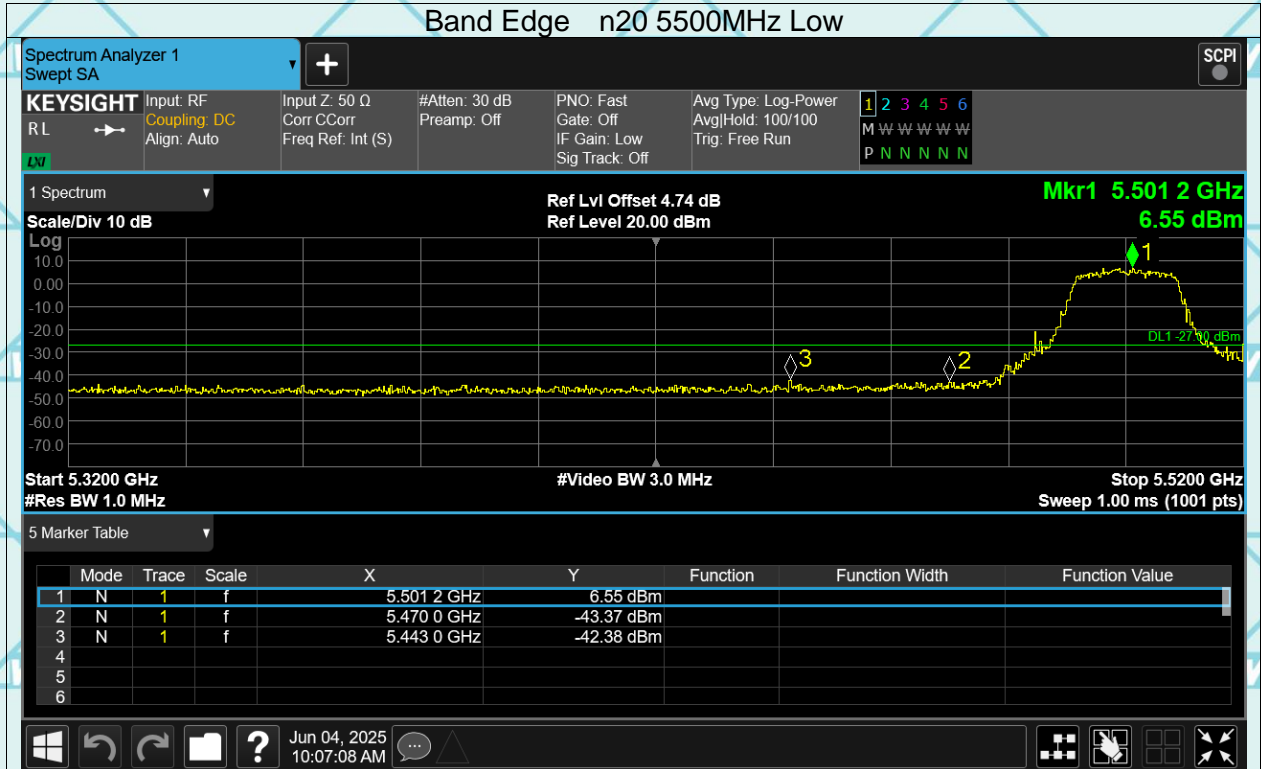 Band Edge n20 5500MHz Low
Spectrum Analyzer 1
Swept SA
SCPI
KEYSIGHT
RL
LXI
Input: RF
Coupling: DC
Align: Auto
Input Z: 50 Ω
Corr CCorr
Freq Ref: Int (S)
#Atten: 30 dB
Preamp: Off
PNO: Fast
Gate: Off
IF Gain: Low
Sig Track: Off
Avg Type: Log-Power
Avg|Hold: 100/100
Trig: Free Run
1 2 3 4 5 6
M W W W W W
P N N N N N
1 Spectrum
Scale/Div 10 dB
Ref Lvl Offset 4.74 dB
Ref Level 20.00 dBm
Mkr1 5.501 2 GHz
6.55 dBm
Log
10.0
0.00
-10.0
-20.0
-30.0
-40.0
-50.0
-60.0
-70.0
1
DL1 -27.00 dBm
3
2
Start 5.3200 GHz
#Video BW 3.0 MHz
Stop 5.5200 GHz
#Res BW 1.0 MHz
Sweep 1.00 ms (1001 pts)
5 Marker Table
Mode Trace Scale X Y Function Function Width Function Value
1 N 1 f 5.501 2 GHz 6.55 dBm
2 N 1 f 5.470 0 GHz -43.37 dBm
3 N 1 f 5.443 0 GHz -42.38 dBm
4
5
6
?
Jun 04, 2025
10:07:08 AM